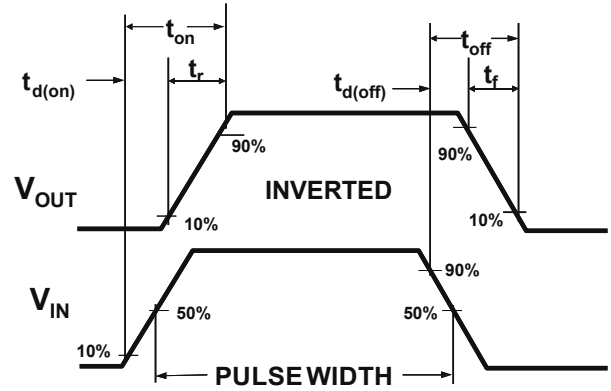 t_on t_off
t_d(on) t_r t_d(off) t_f
90% 90%
V_OUT INVERTED
10% 10%
90%
V_IN 50% 50%
10%
PULSE WIDTH